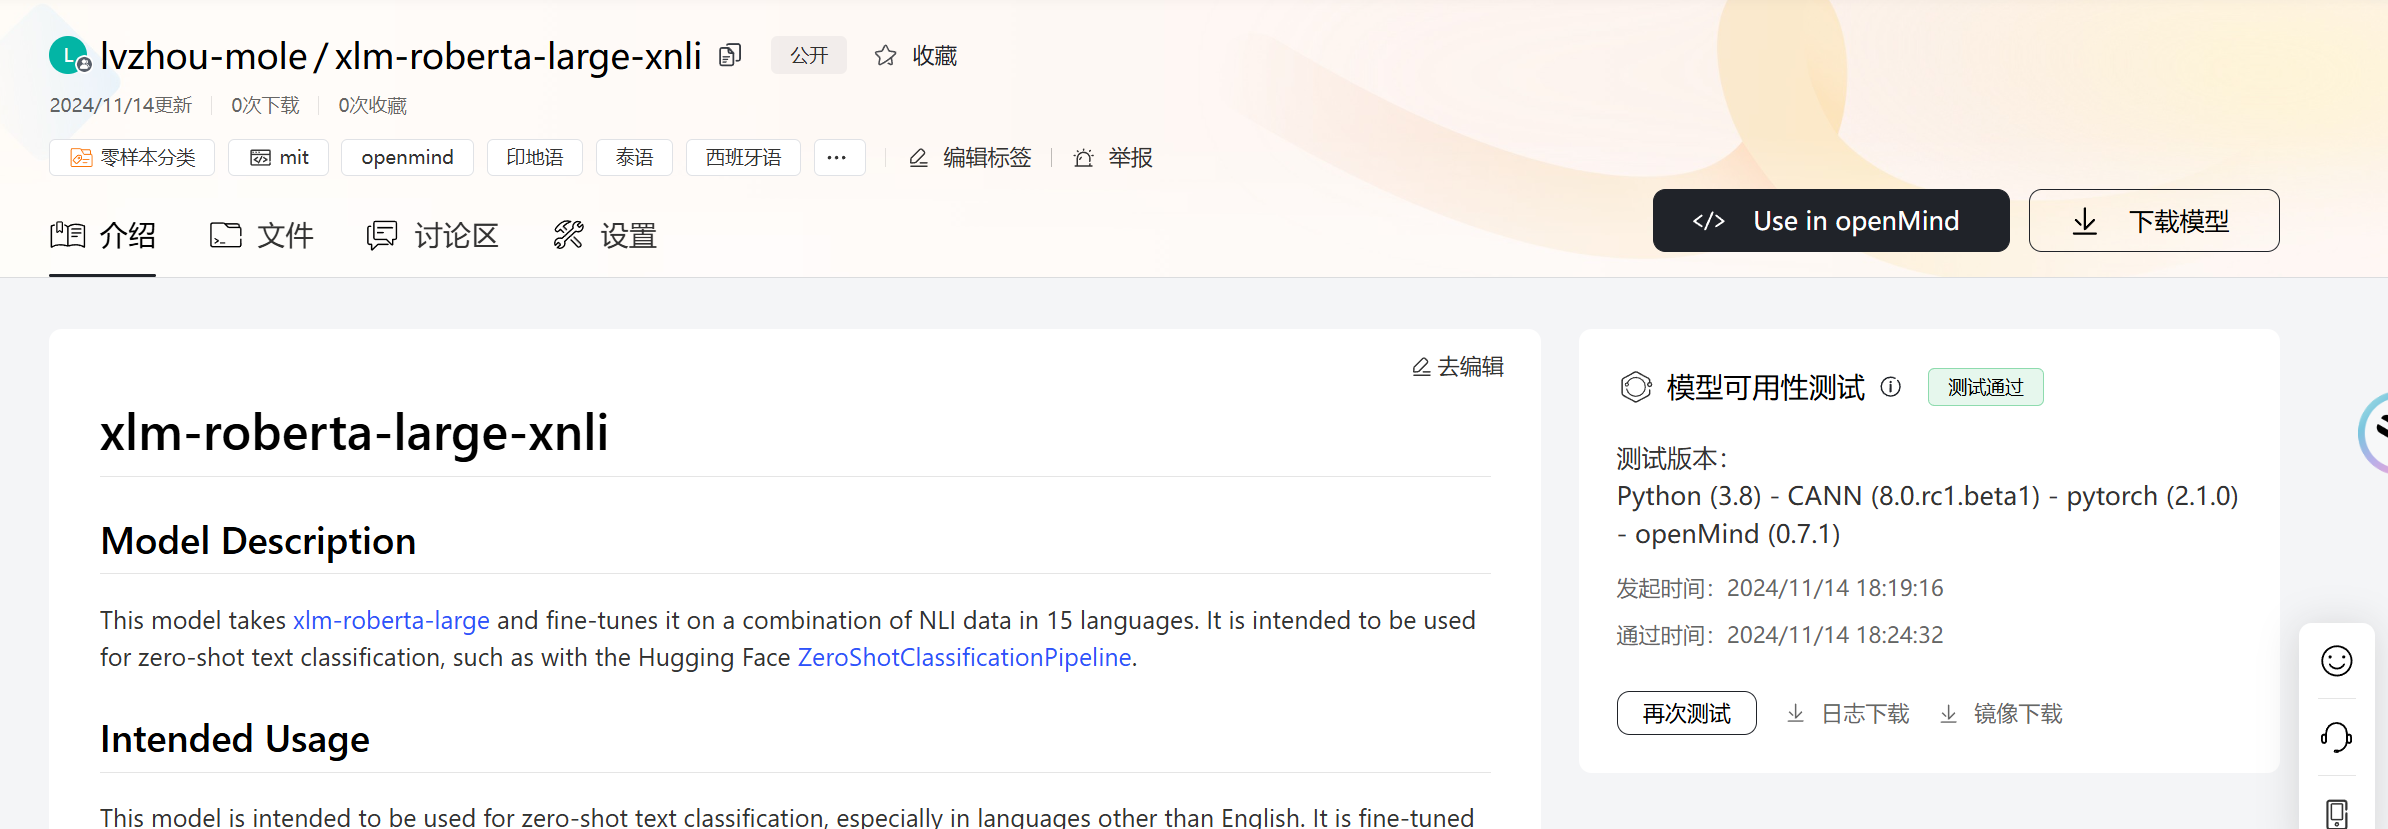 L lvzhou-mole / xlm-roberta-large-xnli 公开 收藏
2024/11/14更新 0次下载 0次收藏
零样本分类 mit openmind 印地语 泰语 西班牙语 ··· 编辑标签 举报
介绍 文件 讨论区 设置
Use in openMind 下载模型
去编辑
xlm-roberta-large-xnli
Model Description
This model takes xlm-roberta-large and fine-tunes it on a combination of NLI data in 15 languages. It is intended to be used
for zero-shot text classification, such as with the Hugging Face ZeroShotClassificationPipeline.
Intended Usage
This model is intended to be used for zero-shot text classification, especially in languages other than English. It is fine-tuned
模型可用性测试 测试通过
测试版本：
Python (3.8) - CANN (8.0.rc1.beta1) - pytorch (2.1.0)
- openMind (0.7.1)
发起时间：2024/11/14 18:19:16
通过时间：2024/11/14 18:24:32
再次测试 日志下载 镜像下载